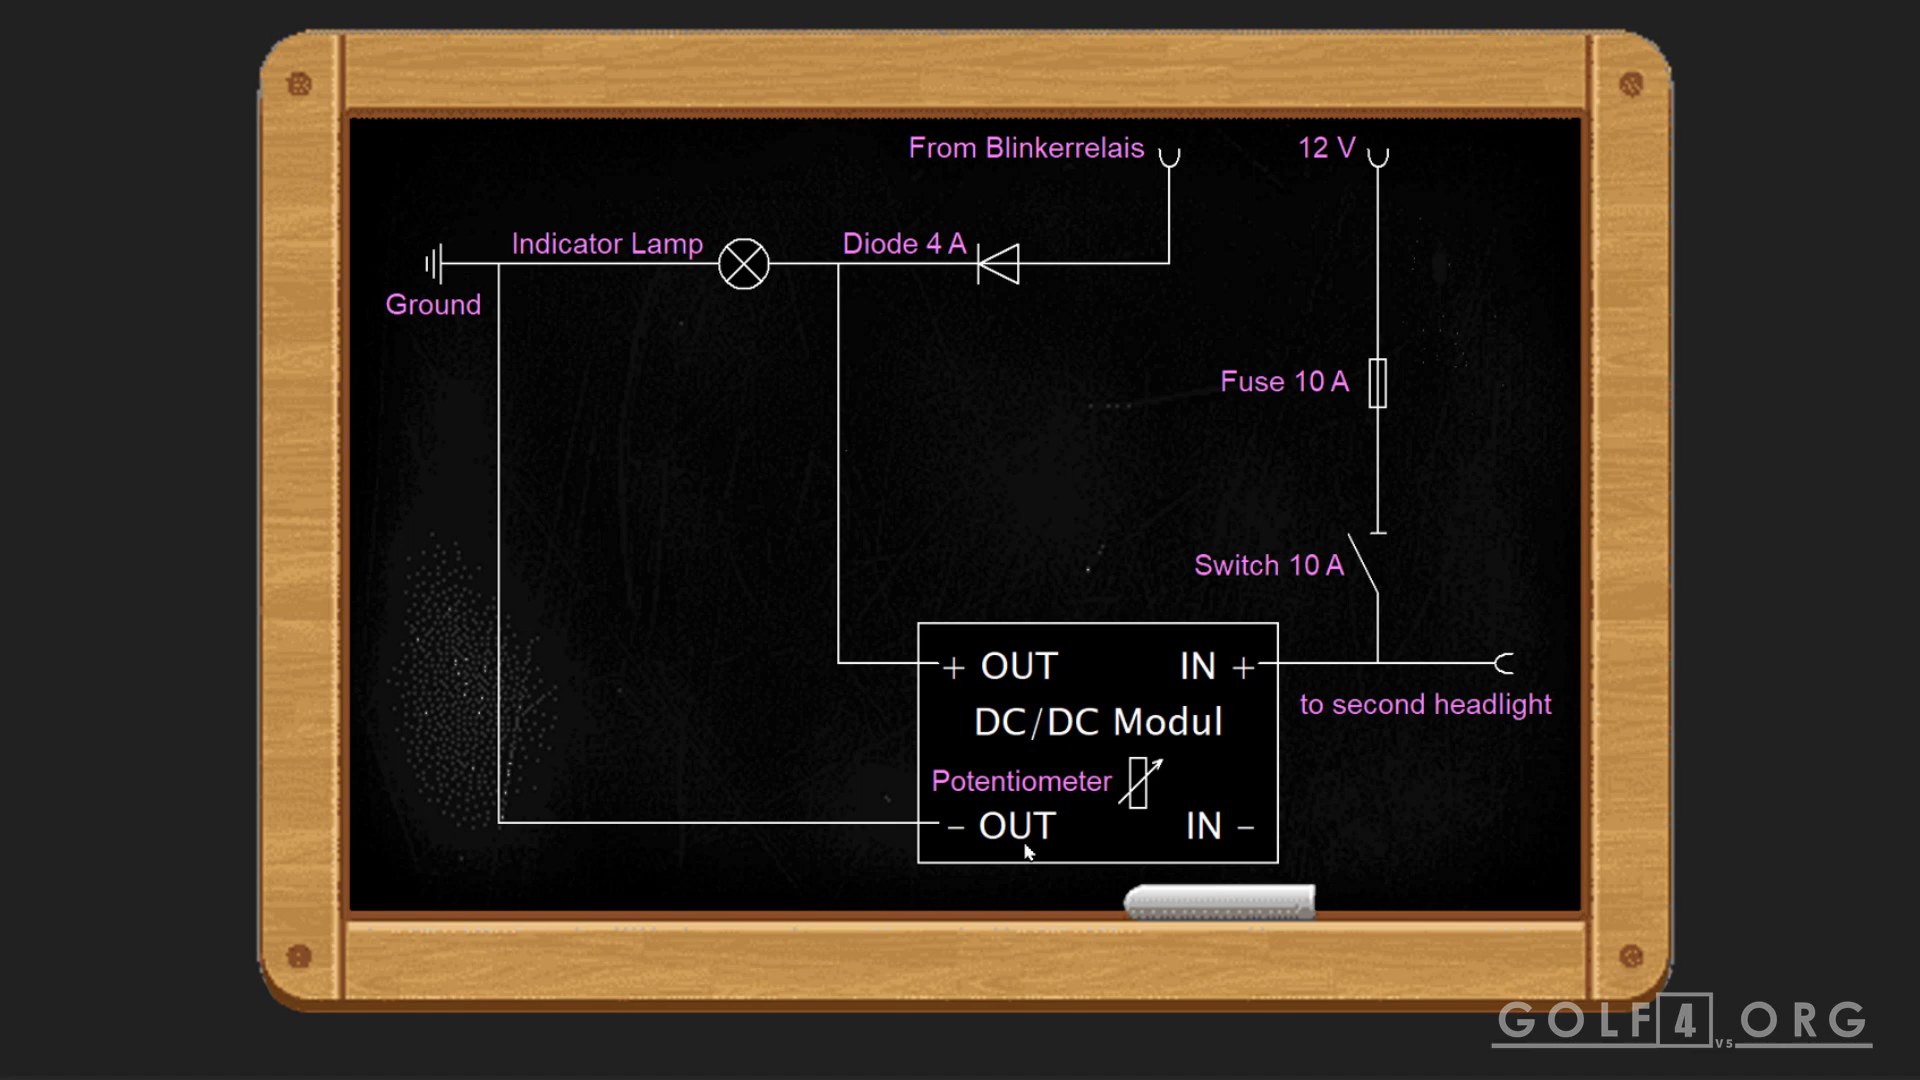 From Blinkerrelais
12 V
Indicator Lamp
Diode 4 A
Ground
Fuse 10 A
Switch 10 A
+ OUT
IN +
DC/DC Modul
to second headlight
Potentiometer
– OUT
IN –
GOLF4.ORG
V5